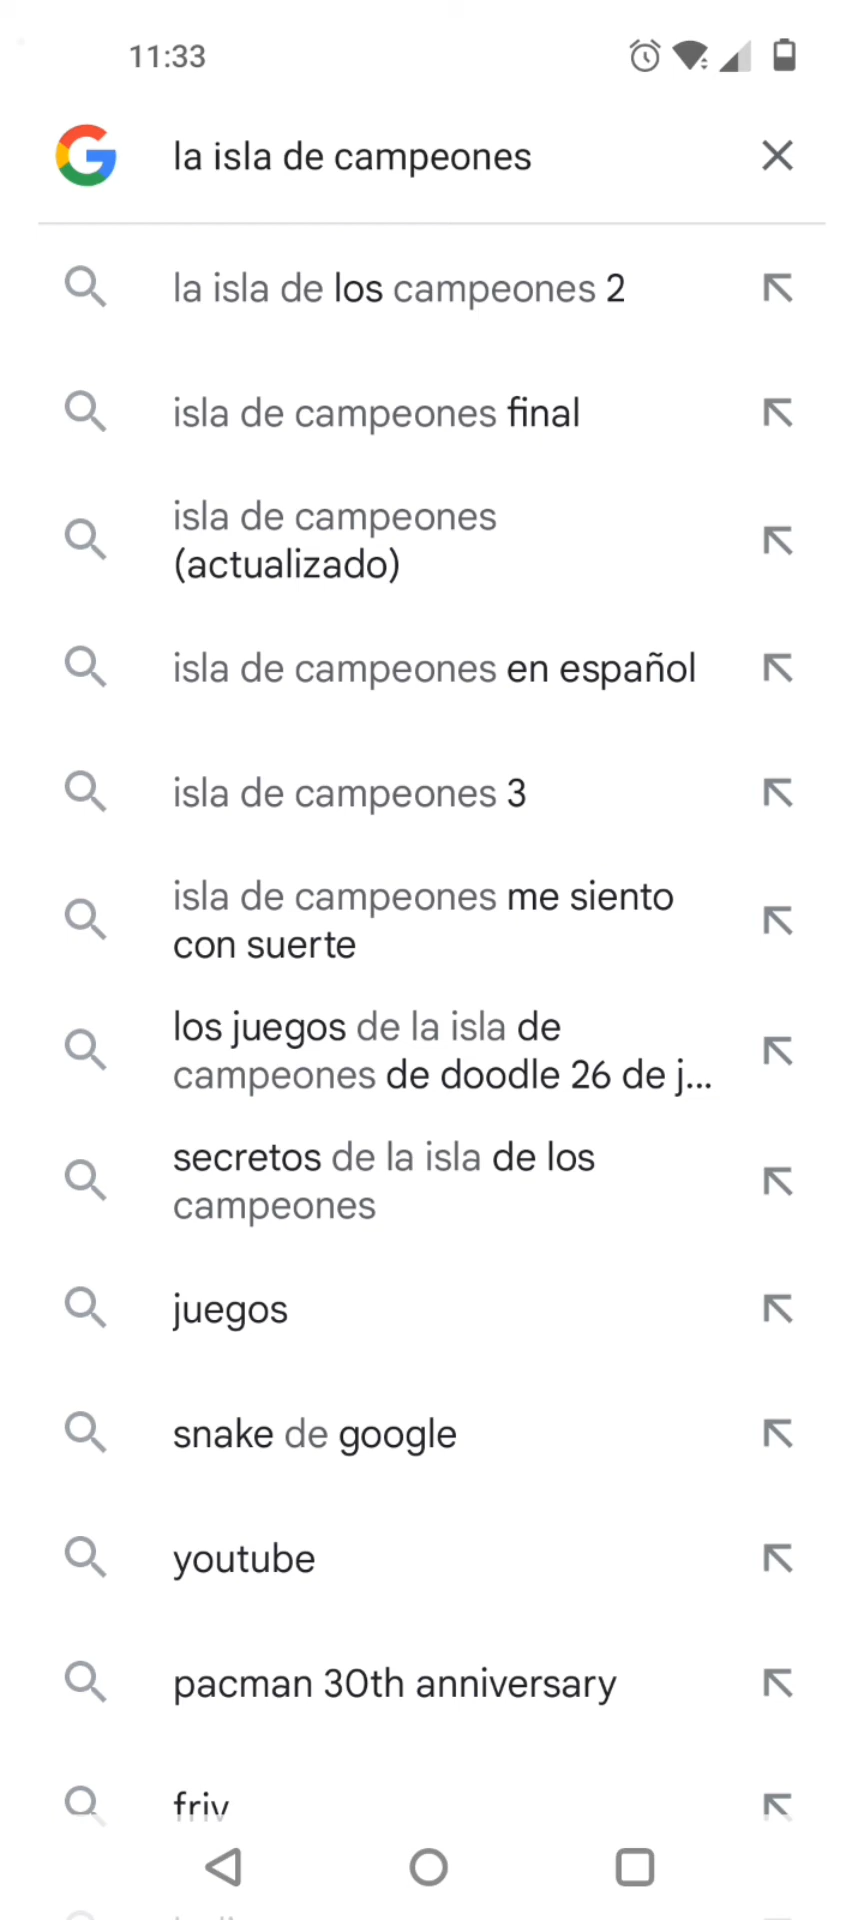 11:33
la isla de campeones
la isla de los campeones 2
isla de campeones final
isla de campeones
(actualizado)
isla de campeones en español
isla de campeones 3
isla de campeones me siento
con suerte
los juegos de la isla de
campeones de doodle 26 de j...
secretos de la isla de los
campeones
juegos
snake de google
youtube
pacman 30th anniversary
friv